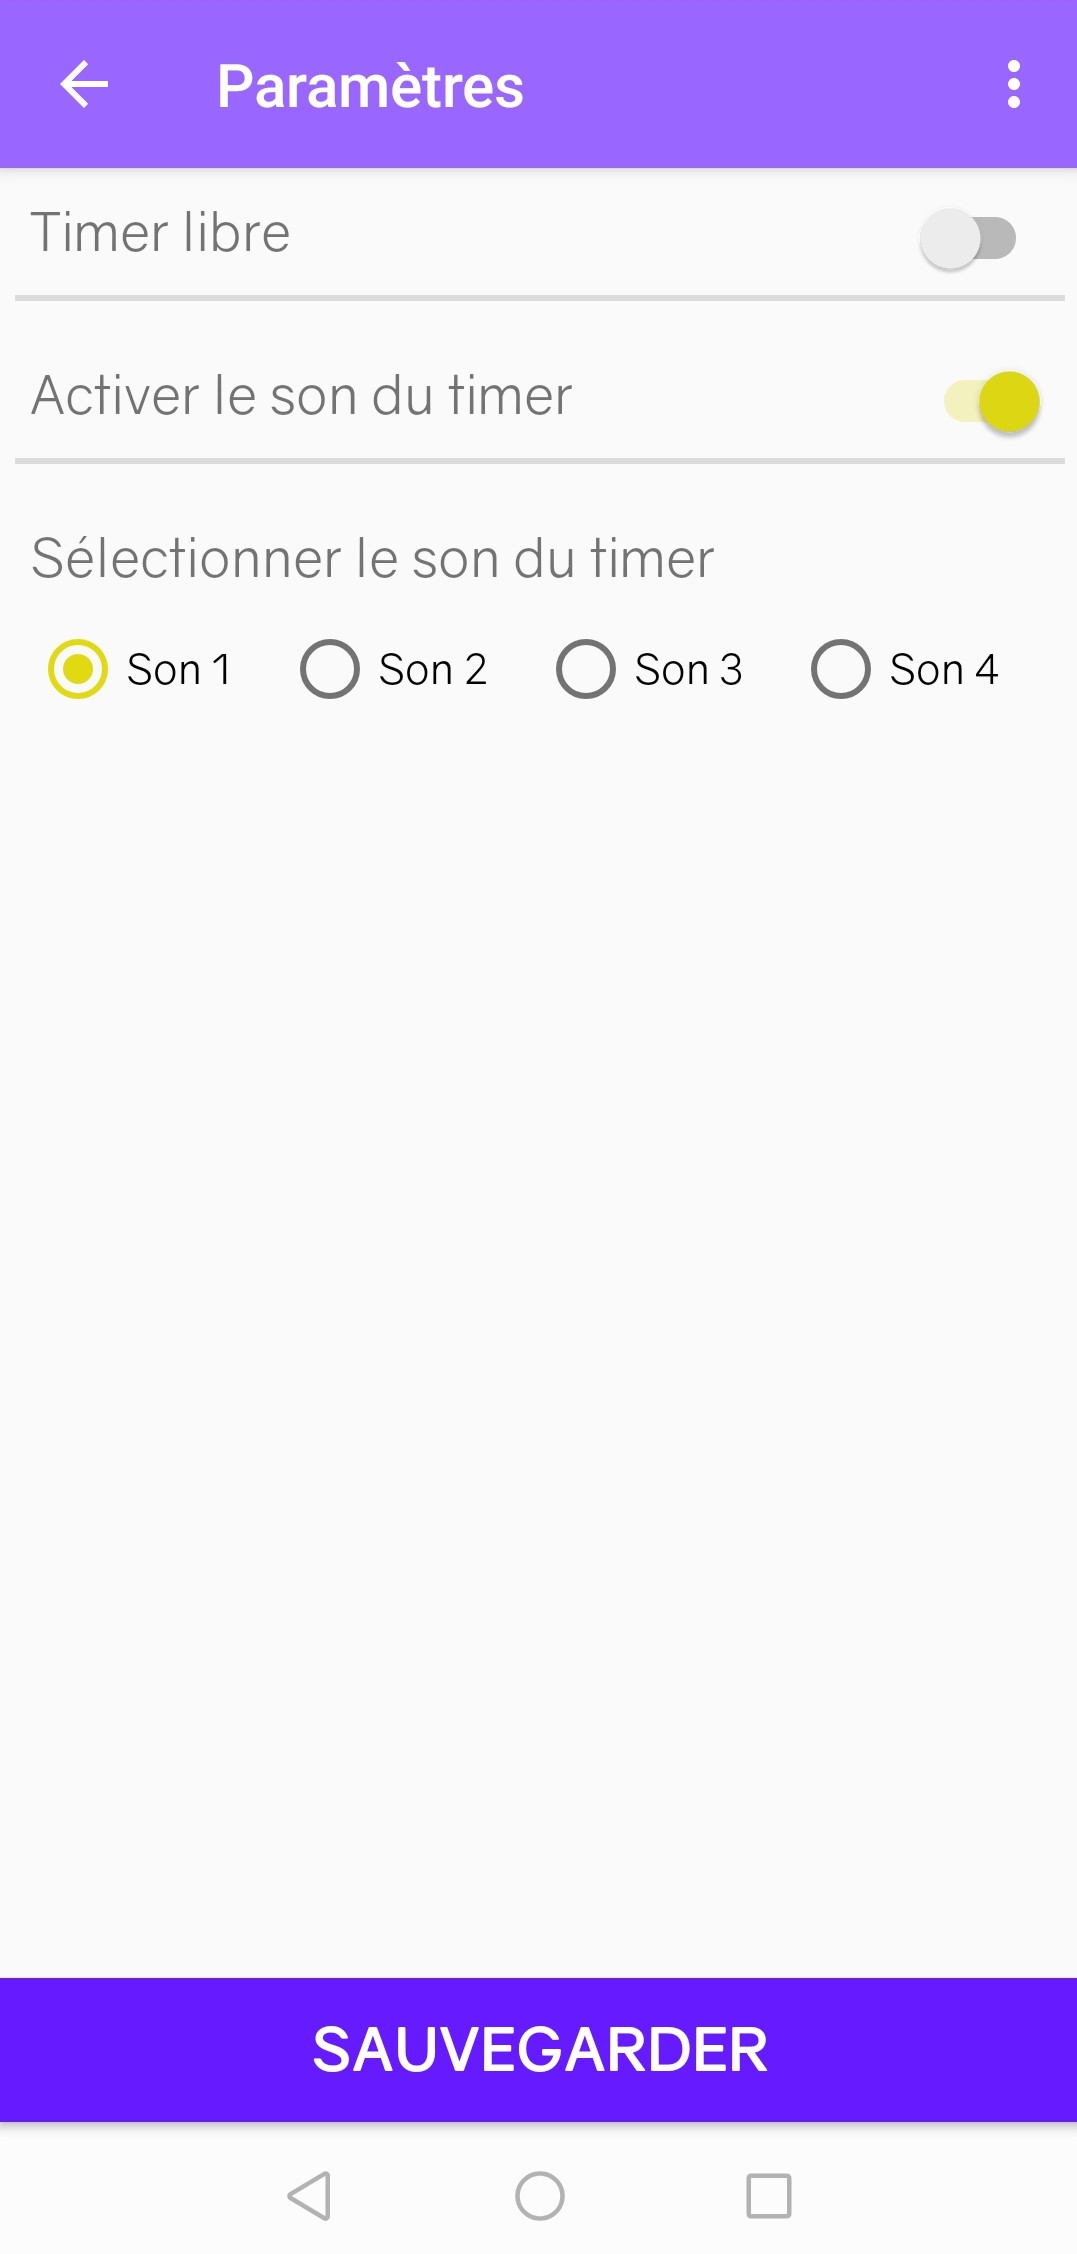 Paramètres
Timer libre
Activer le son du timer
Sélectionner le son du timer
Son 1 Son 2 Son 3 Son 4
SAUVEGARDER